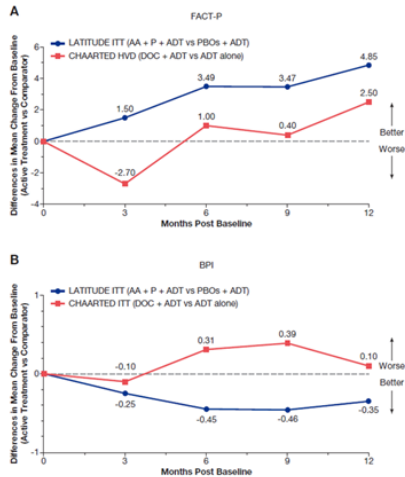 A
FACT-P
LATITUDE ITT (AA + P + ADT vs PBOs + ADT)
CHAARTED HVD (DOC + ADT vs ADT alone)
Differences in Mean Change From Baseline
(Active Treatment vs Comparator)
6
4
2
0
-2
-4
1.50
3.49
3.47
4.85
-2.70
1.00
0.40
2.50
Better
Worse
0 3 6 9 12
Months Post Baseline
B
BPI
LATITUDE ITT (AA + P + ADT vs PBOs + ADT)
CHAARTED ITT (DOC + ADT vs ADT alone)
Differences in Mean Change From Baseline
(Active Treatment vs Comparator)
1
0
-1
-0.10
0.31
0.39
0.10
-0.25
-0.45
-0.46
-0.35
Worse
Better
0 3 6 9 12
Months Post Baseline